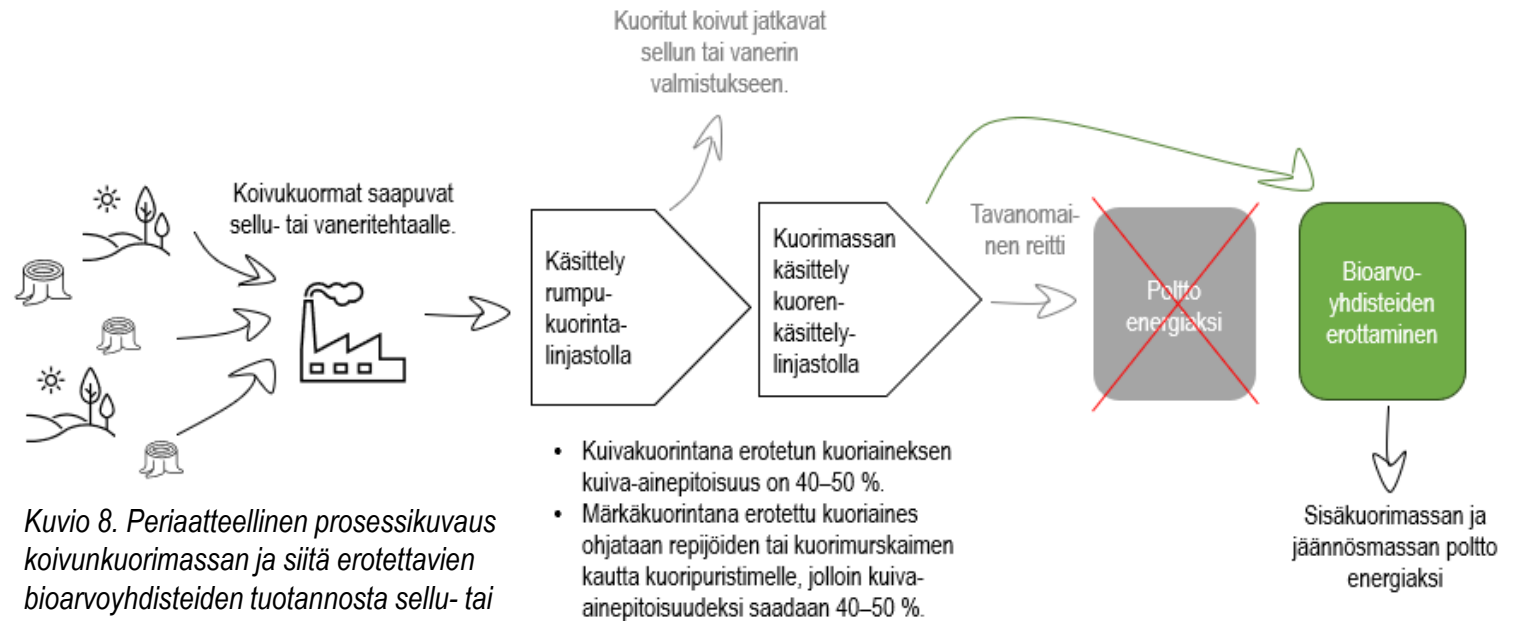 Kuoritut koivut jatkavat
sellun tai vanerin
valmistukseen.
Koivukuormat saapuvat
sellu- tai vaneritehtaalle.
Käsittely
rumpu-
kuorinta-
linjastolla
Kuorimassan
käsittely
kuoren-
käsittely-
linjastolla
Tavanomai-
nen reitti
Poltto
energiaksi
Bioarvo-
yhdisteiden
erottaminen
• Kuivakuorintana erotetun kuoriaineksen
kuiva-ainepitoisuus on 40–50 %.
• Märkäkuorintana erotettu kuoriaines
ohjataan repijöiden tai kuorimurskaimen
kautta kuoripuristimelle, jolloin kuiva-
ainepitoisuudeksi saadaan 40–50 %.
Sisäkuorimassan ja
jäännösmassan poltto
energiaksi
Kuvio 8. Periaatteellinen prosessikuvaus
koivunkuorimassan ja siitä erotettavien
bioarvoyhdisteiden tuotannosta sellu- tai